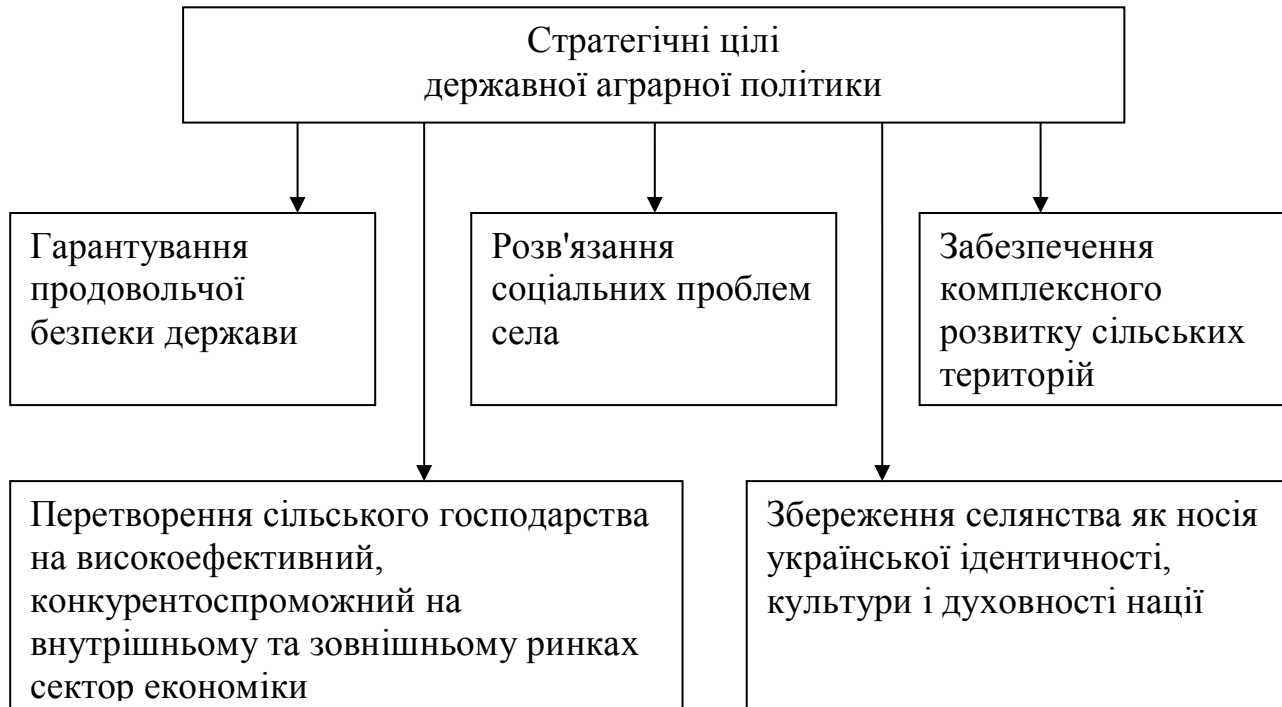 Стратегічні цілі
державної аграрної політики
Гарантування
продовольчої
безпеки держави
Розв'язання
соціальних проблем
села
Забезпечення
комплексного
розвитку сільських
територій
Перетворення сільського господарства
на високоефективний,
конкурентоспроможний на
внутрішньому та зовнішньому ринках
сектор економіки
Збереження селянства як носія
української ідентичності,
культури і духовності нації